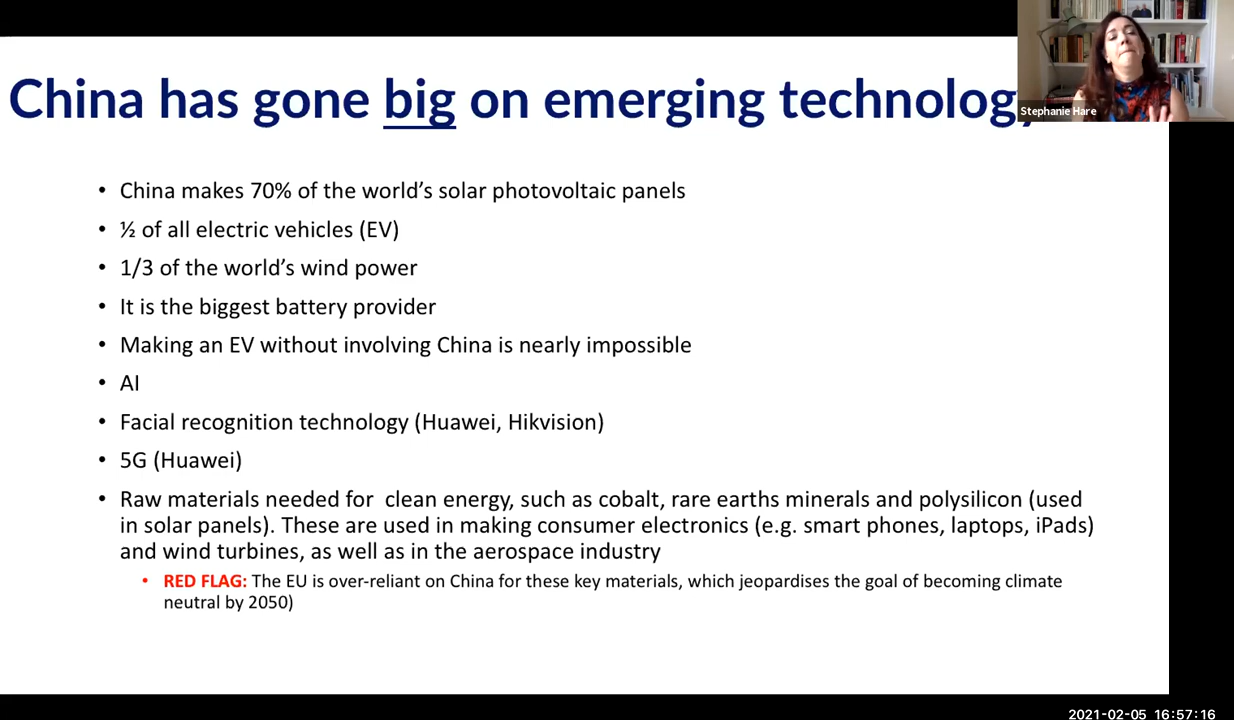 China has gone big on emerging technology
Stephanie Hare
• China makes 70% of the world's solar photovoltaic panels
• ½ of all electric vehicles (EV)
• 1/3 of the world's wind power
• It is the biggest battery provider
• Making an EV without involving China is nearly impossible
• AI
• Facial recognition technology (Huawei, Hikvision)
• 5G (Huawei)
• Raw materials needed for  clean energy, such as cobalt, rare earths minerals and polysilicon (used
in solar panels). These are used in making consumer electronics (e.g. smart phones, laptops, iPads)
and wind turbines, as well as in the aerospace industry
• RED FLAG: The EU is over-reliant on China for these key materials, which jeopardises the goal of becoming climate
neutral by 2050)
2021-02-05 16:57:16